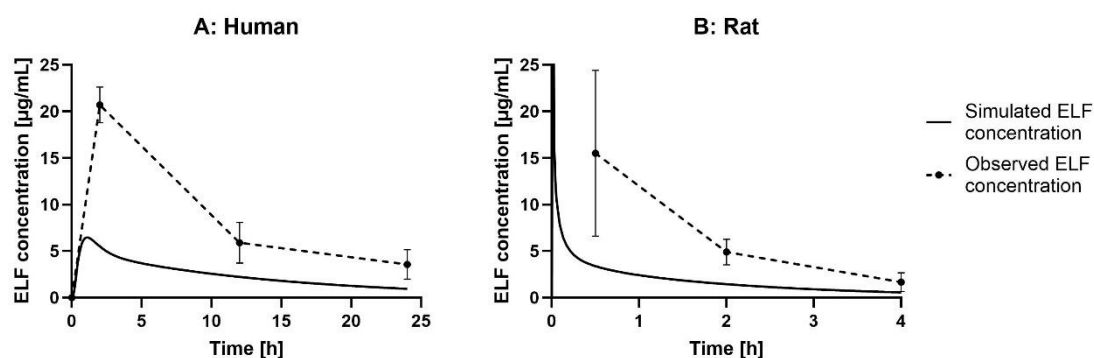 A: Human
ELF concentration [µg/mL]
25
20
15
10
5
0
0 5 10 15 20 25
Time [h]
B: Rat
ELF concentration [µg/mL]
25
20
15
10
5
0
0 1 2 3 4
Time [h]
Simulated ELF
concentration
Observed ELF
concentration